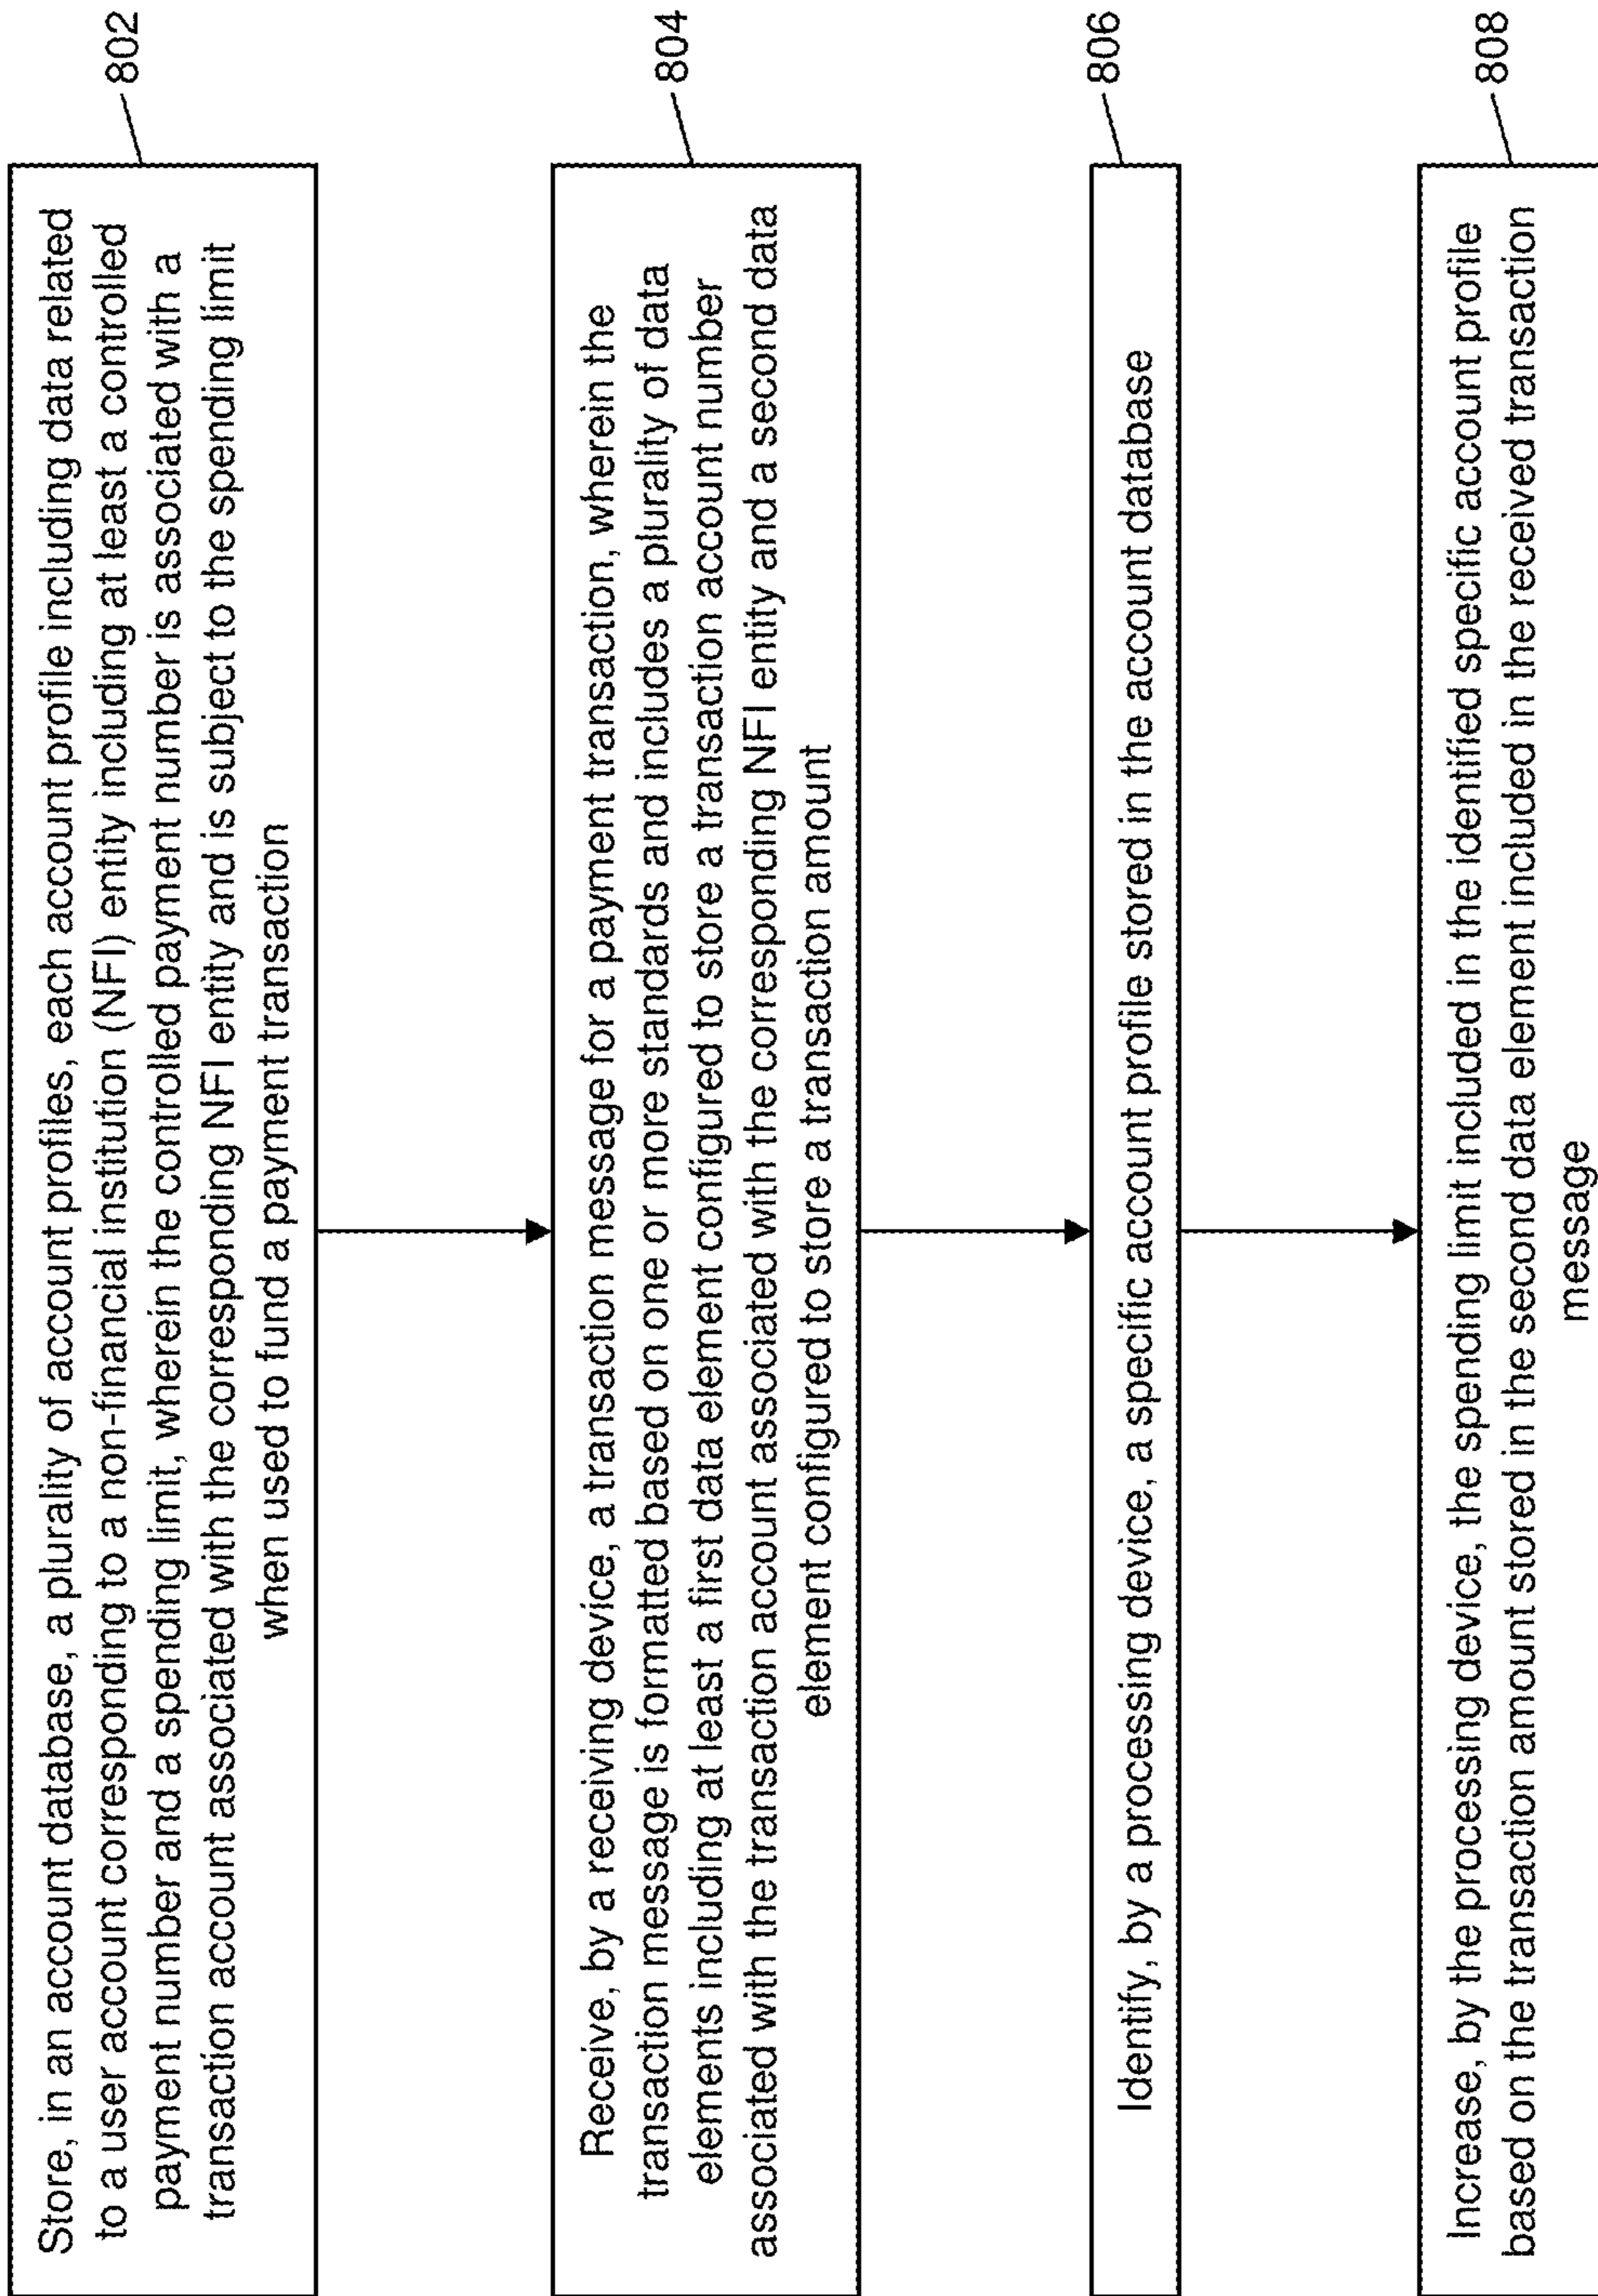 Store, in an account database, a plurality of account profiles, each account profile including data related
to a user account corresponding to a non-financial institution (NFI) entity including at least a controlled
payment number and a spending limit, wherein the controlled payment number is associated with a
transaction account associated with the corresponding NFI entity and is subject to the spending limit
when used to fund a payment transaction
802
Receive, by a receiving device, a transaction message for a payment transaction, wherein the
transaction message is formatted based on one or more standards and includes a plurality of data
elements including at least a first data element configured to store a transaction account number
associated with the transaction account associated with the corresponding NFI entity and a second data
element configured to store a transaction amount
804
Identify, by a processing device, a specific account profile stored in the account database
806
Increase, by the processing device, the spending limit included in the identified specific account profile
based on the transaction amount stored in the second data element included in the received transaction
message
808